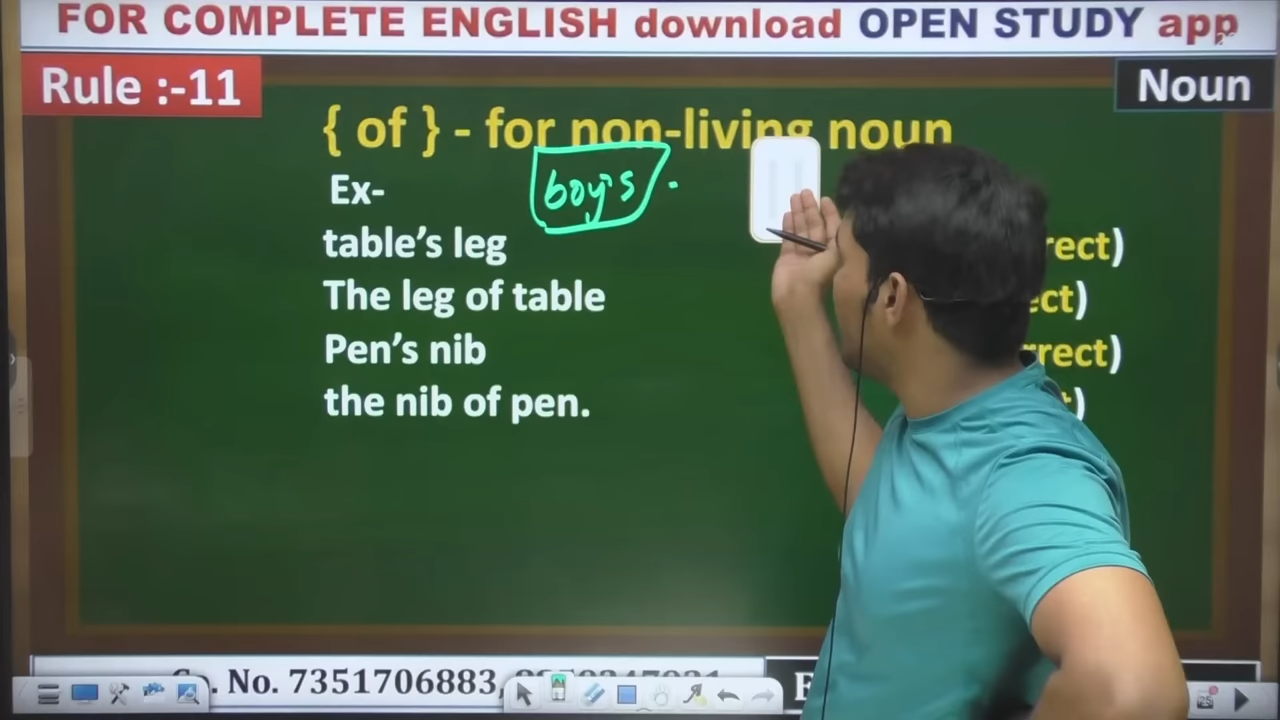 FOR COMPLETE ENGLISH download OPEN STUDY app
Rule :-11
Noun
{ of } - for non-living noun
Ex-
boy's
table's leg
rect)
The leg of table
ect)
Pen's nib
rrect)
the nib of pen.
t)
No. 7351706883,